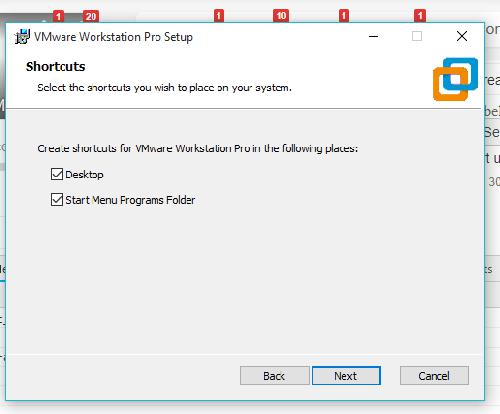 1 20 1 10 1 1
VMware Workstation Pro Setup
Shortcuts
Select the shortcuts you wish to place on your system.
Create shortcuts for VMware Workstation Pro in the following places:
Desktop
Start Menu Programs Folder
Back Next Cancel
30